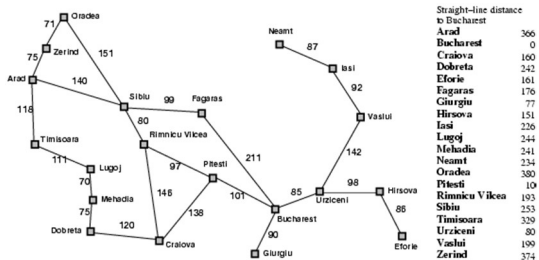 Oradea
71
Neamt
Zerind
87
151
75
Iasi
Arad
140
92
Sibiu
99
Fagaras
118
80
Vaslui
Rimnicu Vilcea
Timisoara
211
142
111
Lugoj
97
Pitesti
70
98
Hirsova
146
101
85
Urziceni
Mehadia
138
86
75
Bucharest
120
90
Dobreta
Craiova
Eforie
Giurgiu
Straight–line distance
to Bucharest
Arad 366
Bucharest 0
Craiova 160
Dobreta 242
Eforie 161
Fagaras 176
Giurgiu 77
Hirsova 151
Iasi 226
Lugoj 244
Mehadia 241
Neamt 234
Oradea 380
Pitesti 10
Rimnicu Vilcea 193
Sibiu 253
Timisoara 329
Urziceni 80
Vaslui 199
Zerind 374